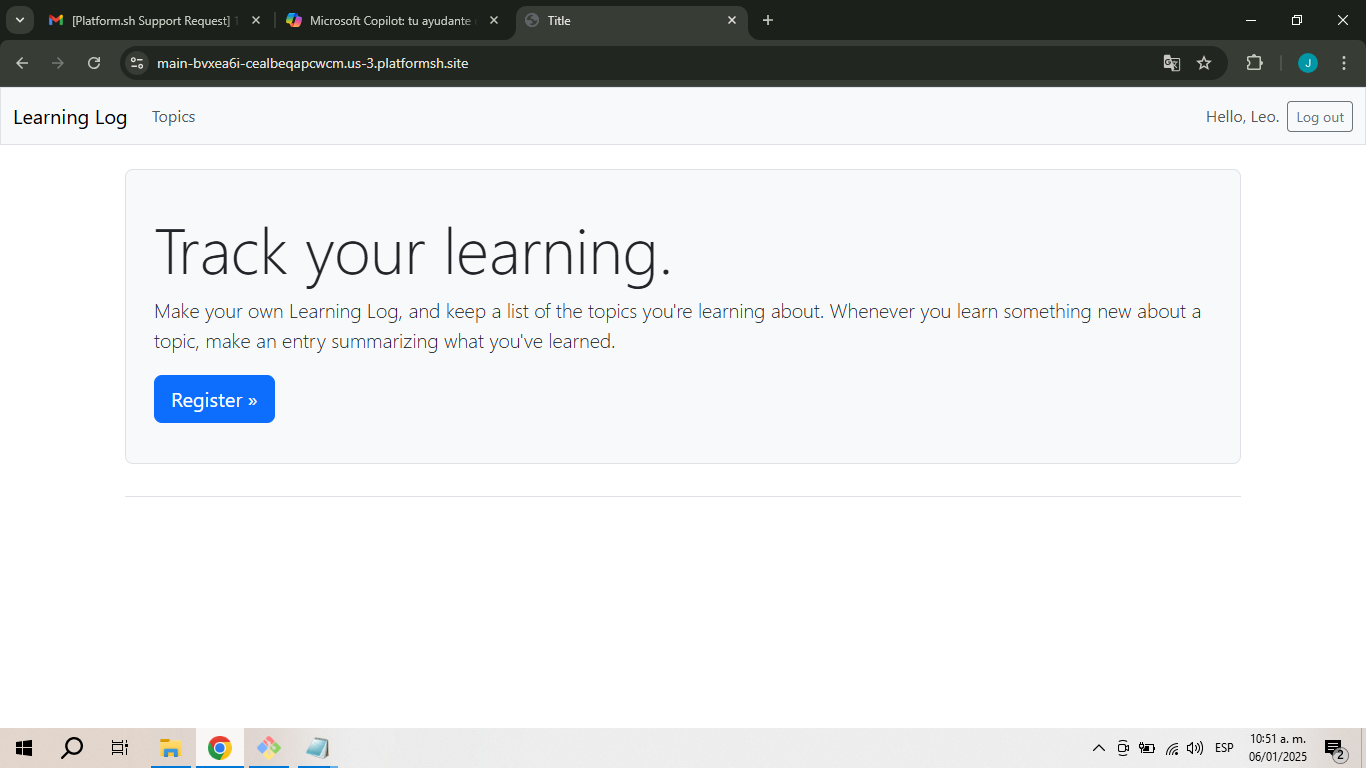 [Platform.sh Support Request]
Microsoft Copilot: tu ayudante
Title
main-bvxea6i-cealbeqapcwcm.us-3.platformsh.site
J
Learning Log
Topics
Hello, Leo.
Log out
Track your learning.
Make your own Learning Log, and keep a list of the topics you're learning about. Whenever you learn something new about a
topic, make an entry summarizing what you've learned.
Register »
ESP
10:51 a. m.
06/01/2025
2